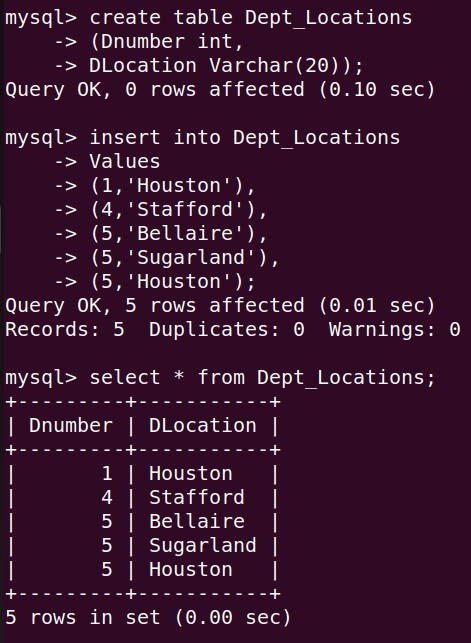 mysql> create table Dept_Locations
    -> (Dnumber int,
    -> DLocation Varchar(20));
Query OK, 0 rows affected (0.10 sec)

mysql> insert into Dept_Locations
    -> Values
    -> (1,'Houston'),
    -> (4,'Stafford'),
    -> (5,'Bellaire'),
    -> (5,'Sugarland'),
    -> (5,'Houston');
Query OK, 5 rows affected (0.01 sec)
Records: 5  Duplicates: 0  Warnings: 0

mysql> select * from Dept_Locations;
+---------+-----------+
| Dnumber | DLocation |
+---------+-----------+
|       1 | Houston   |
|       4 | Stafford  |
|       5 | Bellaire  |
|       5 | Sugarland |
|       5 | Houston   |
+---------+-----------+
5 rows in set (0.00 sec)